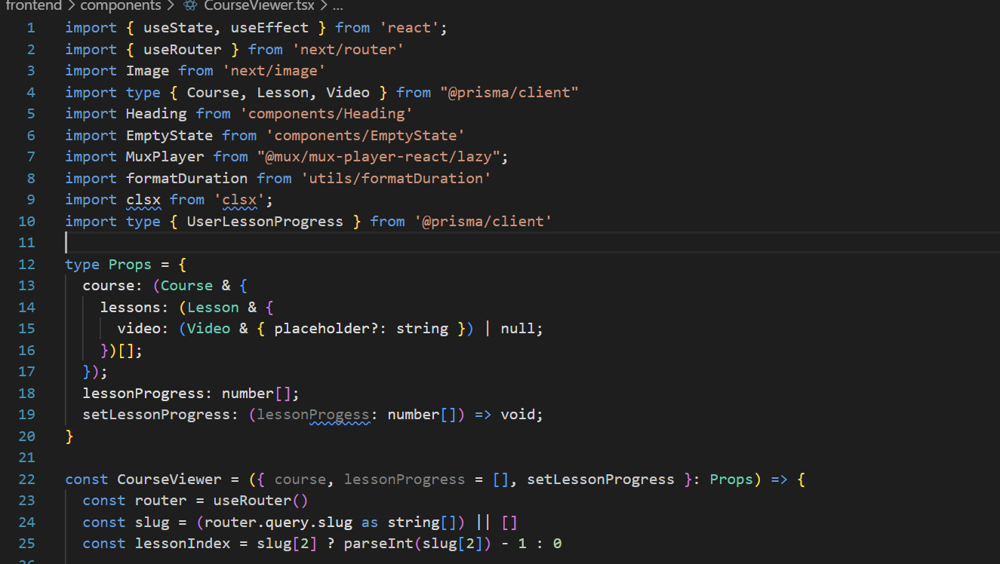 frontend > components > CourseViewer.tsx > ...
1 import { useState, useEffect } from 'react';
2 import { useRouter } from 'next/router'
3 import Image from 'next/image'
4 import type { Course, Lesson, Video } from "@prisma/client"
5 import Heading from 'components/Heading'
6 import EmptyState from 'components/EmptyState'
7 import MuxPlayer from "@mux/mux-player-react/lazy";
8 import formatDuration from 'utils/formatDuration'
9 import clsx from 'clsx';
10 import type { UserLessonProgress } from '@prisma/client'
11
12 type Props = {
13   course: (Course & {
14     lessons: (Lesson & {
15       video: (Video & { placeholder?: string }) | null;
16     })[];
17   });
18   lessonProgress: number[];
19   setLessonProgress: (lessonProgess: number[]) => void;
20 }
21
22 const CourseViewer = ({ course, lessonProgress = [], setLessonProgress }: Props) => {
23   const router = useRouter()
24   const slug = (router.query.slug as string[]) || []
25   const lessonIndex = slug[2] ? parseInt(slug[2]) - 1 : 0